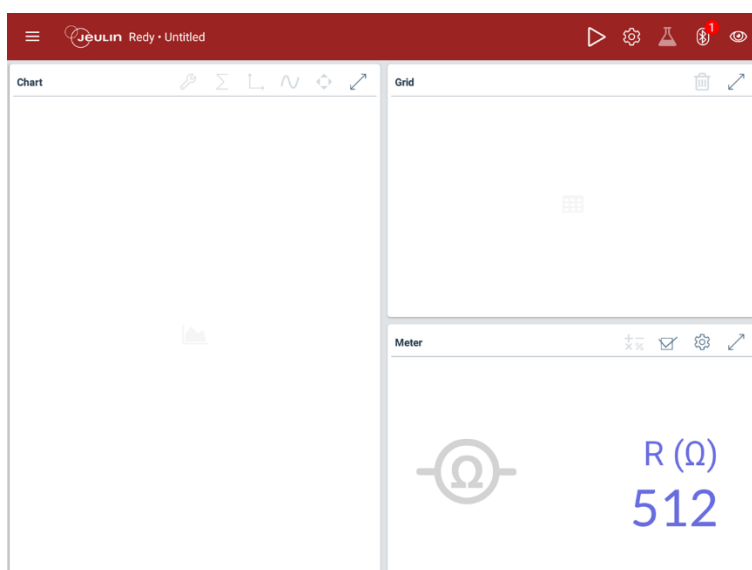 JEULIN Redy • Untitled
1
Chart
Grid
Meter
Ω
R (Ω)
512